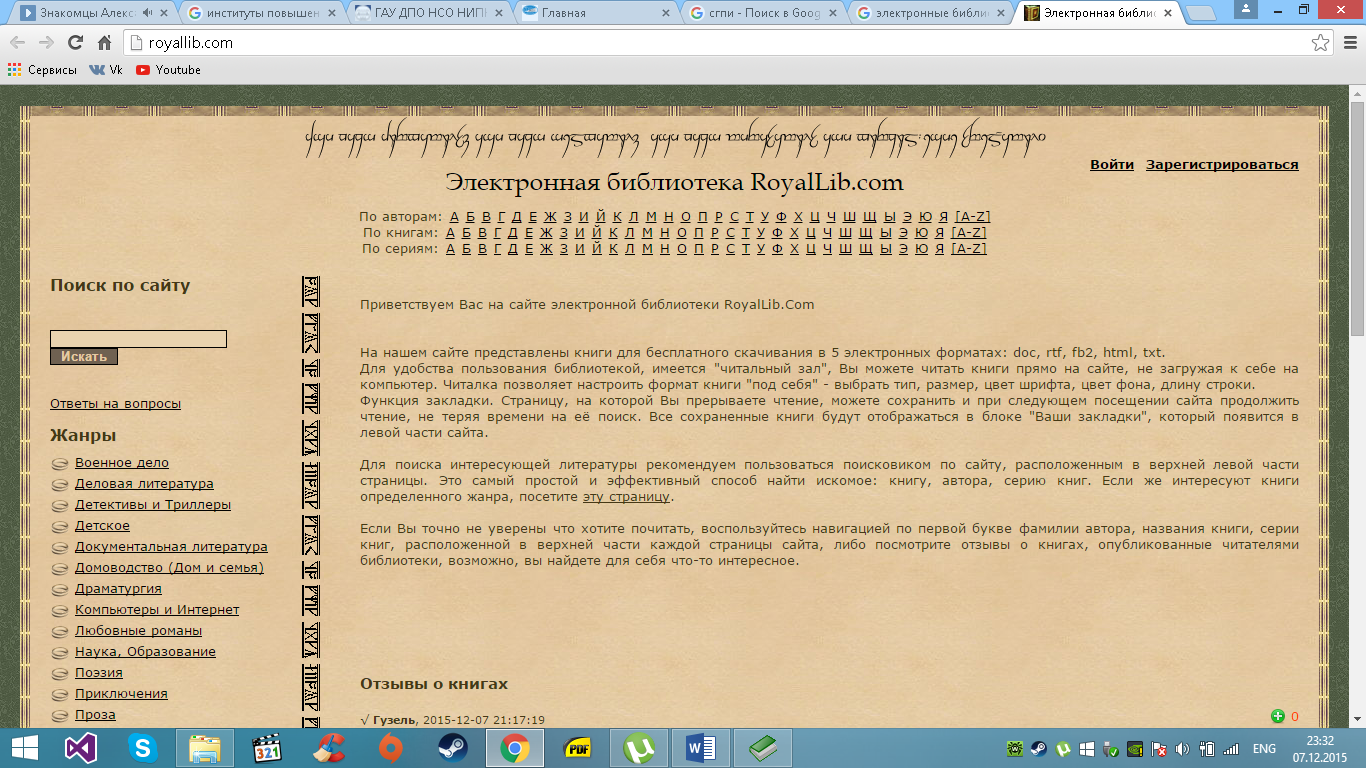 Знакомцы Алекс
институты повышен
ГАУ ДПО НСО НИПК
Главная
сгпи - Поиск в Goog
электронные библи
Электронная библи
royallib.com
Сервисы Vk Youtube
Войти Зарегистрироваться
Электронная библиотека RoyalLib.com
По авторам: А Б В Г Д Е Ж З И Й К Л М Н О П Р С Т У Ф Х Ц Ч Ш Щ Ы Э Ю Я [A-Z]
По книгам: А Б В Г Д Е Ж З И Й К Л М Н О П Р С Т У Ф Х Ц Ч Ш Щ Ы Э Ю Я [A-Z]
По сериям: А Б В Г Д Е Ж З И Й К Л М Н О П Р С Т У Ф Х Ц Ч Ш Щ Ы Э Ю Я [A-Z]
Поиск по сайту
Искать
Ответы на вопросы
Жанры
Военное дело
Деловая литература
Детективы и Триллеры
Детское
Документальная литература
Домоводство (Дом и семья)
Драматургия
Компьютеры и Интернет
Любовные романы
Наука, Образование
Поэзия
Приключения
Проза
Приветствуем Вас на сайте электронной библиотеки RoyalLib.Com
На нашем сайте представлены книги для бесплатного скачивания в 5 электронных форматах: doc, rtf, fb2, html, txt.
Для удобства пользования библиотекой, имеется "читальный зал", Вы можете читать книги прямо на сайте, не загружая к себе на
компьютер. Читалка позволяет настроить формат книги "под себя" - выбрать тип, размер, цвет шрифта, цвет фона, длину строки.
Функция закладки. Страницу, на которой Вы прерываете чтение, можете сохранить и при следующем посещении сайта продолжить
чтение, не теряя времени на её поиск. Все сохраненные книги будут отображаться в блоке "Ваши закладки", который появится в
левой части сайта.
Для поиска интересующей литературы рекомендуем пользоваться поисковиком по сайту, расположенным в верхней левой части
страницы. Это самый простой и эффективный способ найти искомое: книгу, автора, серию книг. Если же интересуют книги
определенного жанра, посетите эту страницу.
Если Вы точно не уверены что хотите почитать, воспользуйтесь навигацией по первой букве фамилии автора, названия книги, серии
книг, расположенной в верхней части каждой страницы сайта, либо посмотрите отзывы о книгах, опубликованные читателями
библиотеки, возможно, вы найдете для себя что-то интересное.
Отзывы о книгах
√ Гузель, 2015-12-07 21:17:19
0
321
PDF
ENG
23:32
07.12.2015